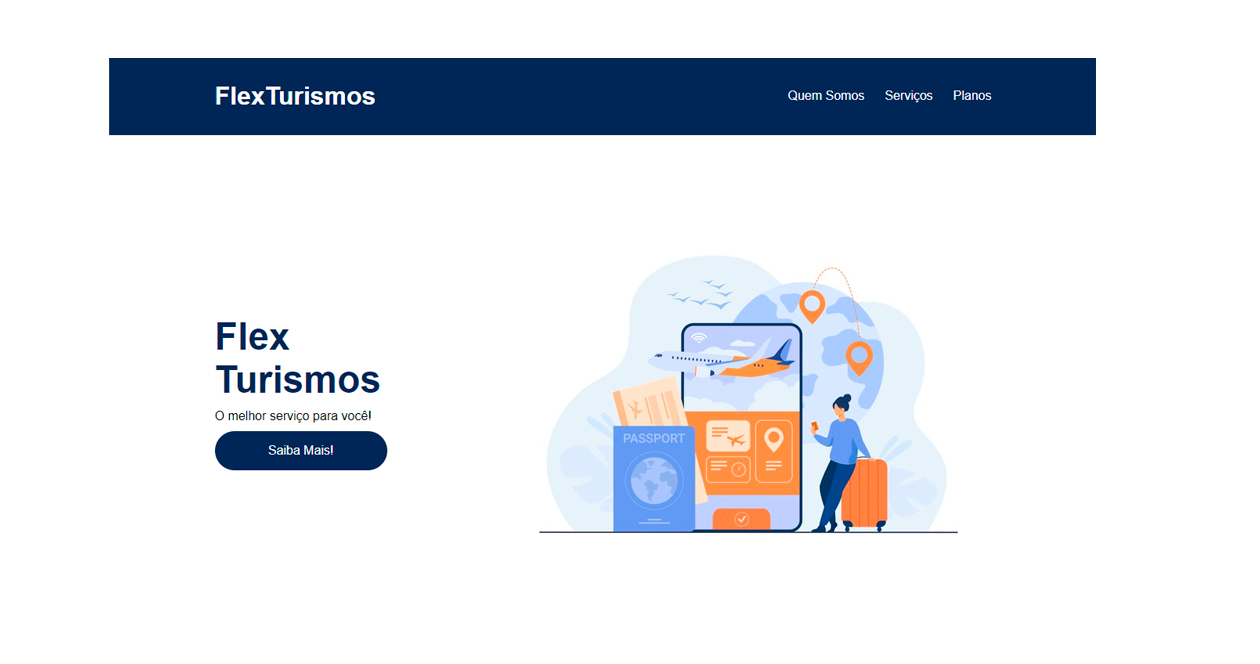 FlexTurismos
Quem Somos Serviços Planos
Flex
Turismos
O melhor serviço para você!
Saiba Mais!
PASSPORT